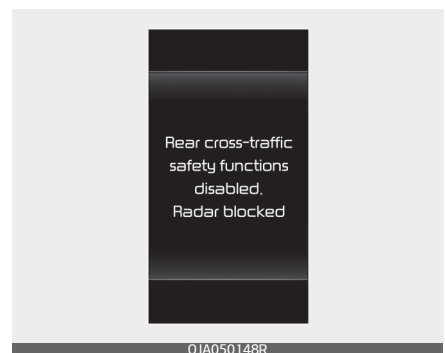 Rear cross-traffic
safety functions
disabled,
Radar blocked
OJA050148R